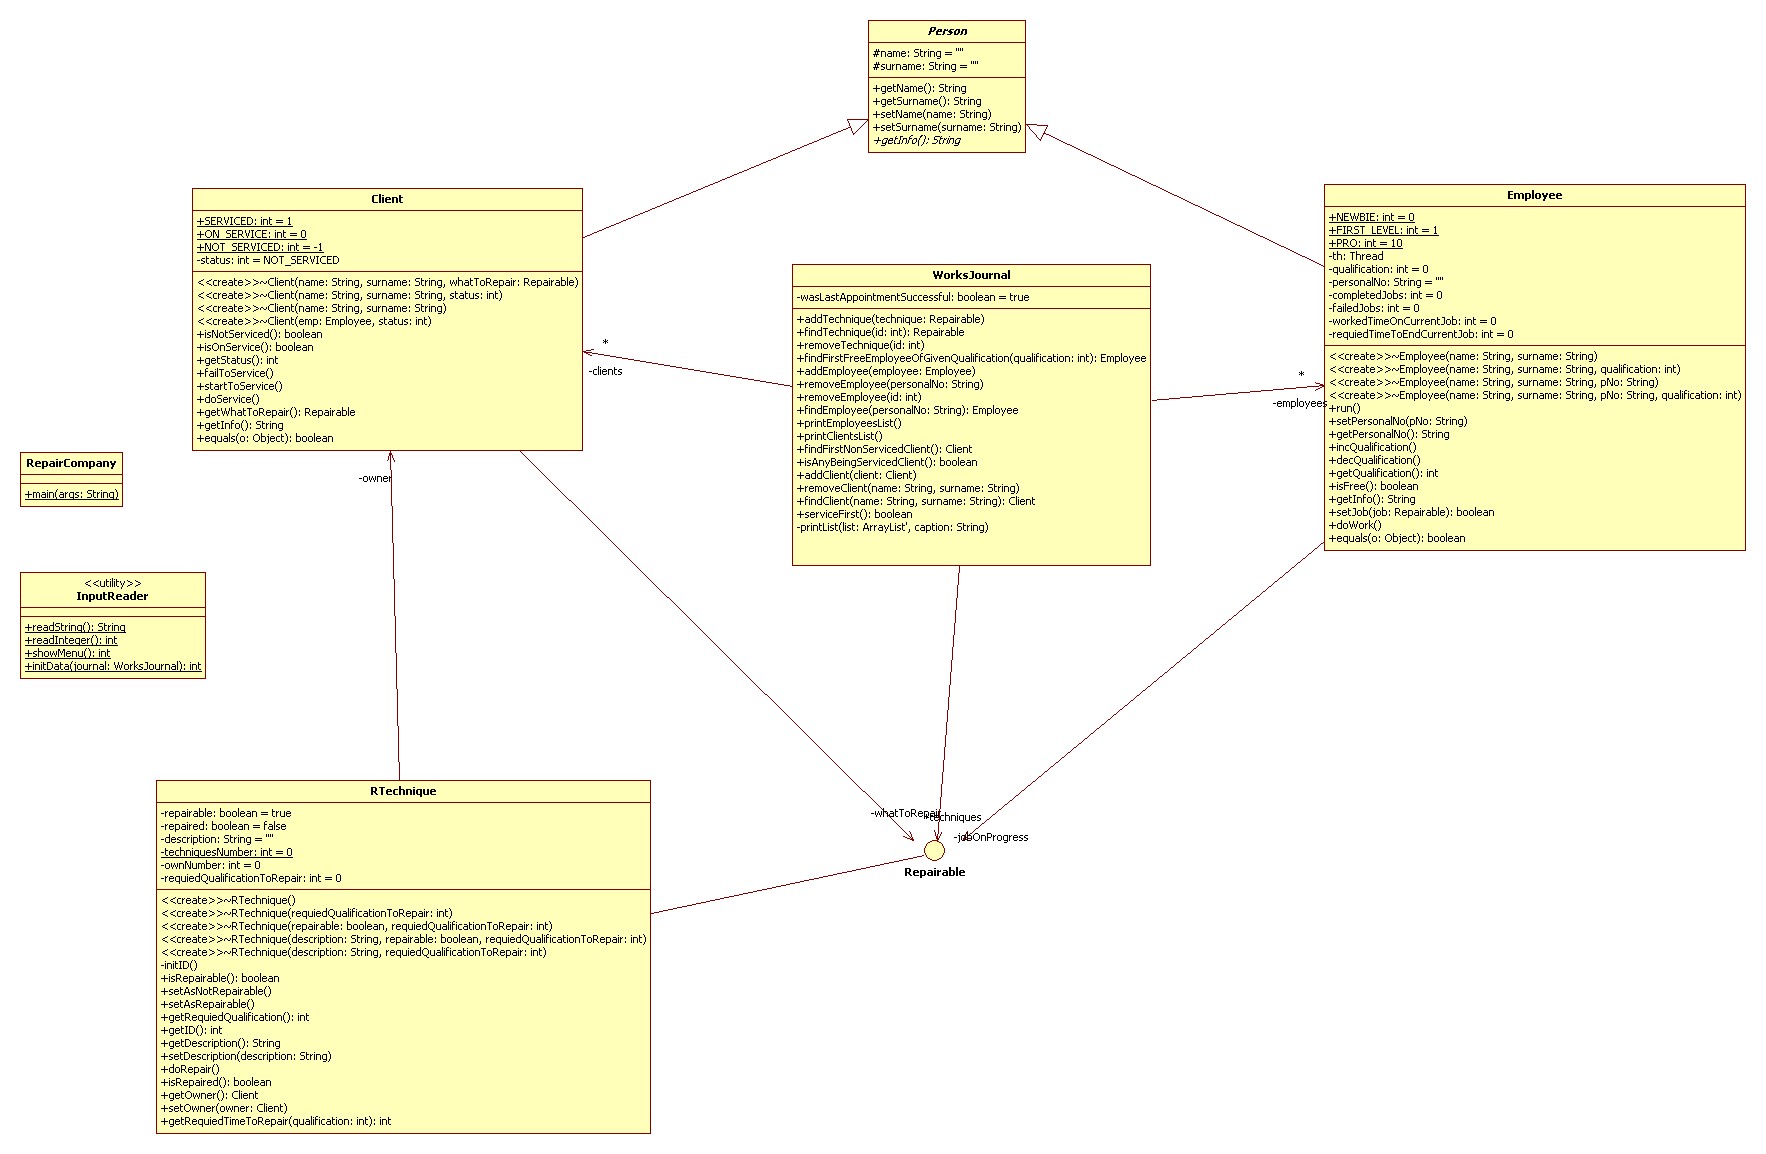 Person
#name: String = ""
#surname: String = ""
+getName(): String
+getSurname(): String
+setName(name: String)
+setSurname(surname: String)
+getInfo(): String
Client
+SERVICED: int = 1
+ON_SERVICE: int = 0
+NOT_SERVICED: int = -1
-status: int = NOT_SERVICED
<<create>>~Client(name: String, surname: String, whatToRepair: Repairable)
<<create>>~Client(name: String, surname: String, status: int)
<<create>>~Client(name: String, surname: String)
<<create>>~Client(emp: Employee, status: int)
+isNotServiced(): boolean
+isOnService(): boolean
+getStatus(): int
+failToService()
+startToService()
+doService()
+getWhatToRepair(): Repairable
+getInfo(): String
+equals(o: Object): boolean
*
-clients
WorksJournal
-wasLastAppointmentSuccessful: boolean = true
+addTechnique(technique: Repairable)
+findTechnique(id: int): Repairable
+removeTechnique(id: int)
+findFirstFreeEmployeeOfGivenQualification(qualification: int): Employee
+addEmployee(employee: Employee)
+removeEmployee(personalNo: String)
+removeEmployee(id: int)
+findEmployee(personalNo: String): Employee
+printEmployeesList()
+printClientsList()
+findFirstNonServicedClient(): Client
+isAnyBeingServicedClient(): boolean
+addClient(client: Client)
+removeClient(name: String, surname: String)
+findClient(name: String, surname: String): Client
+serviceFirst(): boolean
-printList(list: ArrayList', caption: String)
*
-employees
Employee
+NEWBIE: int = 0
+FIRST_LEVEL: int = 1
+PRO: int = 10
-th: Thread
-qualification: int = 0
-personalNo: String = ""
-completedJobs: int = 0
-failedJobs: int = 0
-workedTimeOnCurrentJob: int = 0
-requiedTimeToEndCurrentJob: int = 0
<<create>>~Employee(name: String, surname: String)
<<create>>~Employee(name: String, surname: String, qualification: int)
<<create>>~Employee(name: String, surname: String, pNo: String)
<<create>>~Employee(name: String, surname: String, pNo: String, qualification: int)
+run()
+setPersonalNo(pNo: String)
+getPersonalNo(): String
+incQualification()
+decQualification()
+getQualification(): int
+isFree(): boolean
+getInfo(): String
+setJob(job: Repairable): boolean
+doWork()
+equals(o: Object): boolean
RepairCompany
+main(args: String)
-owner
<<utility>>
InputReader
+readString(): String
+readInteger(): int
+showMenu(): int
+initData(journal: WorksJournal): int
RTechnique
-repairable: boolean = true
-repaired: boolean = false
-description: String = ""
-techniquesNumber: int = 0
-ownNumber: int = 0
-requiedQualificationToRepair: int = 0
<<create>>~RTechnique()
<<create>>~RTechnique(requiedQualificationToRepair: int)
<<create>>~RTechnique(repairable: boolean, requiedQualificationToRepair: int)
<<create>>~RTechnique(description: String, repairable: boolean, requiedQualificationToRepair: int)
<<create>>~RTechnique(description: String, requiedQualificationToRepair: int)
-initID()
+isRepairable(): boolean
+setAsNotRepairable()
+setAsRepairable()
+getRequiedQualification(): int
+getID(): int
+getDescription(): String
+setDescription(description: String)
+doRepair()
+isRepaired(): boolean
+getOwner(): Client
+setOwner(owner: Client)
+getRequiedTimeToRepair(qualification: int): int
-whatToRepair
+techniques
-jobOnProgress
Repairable